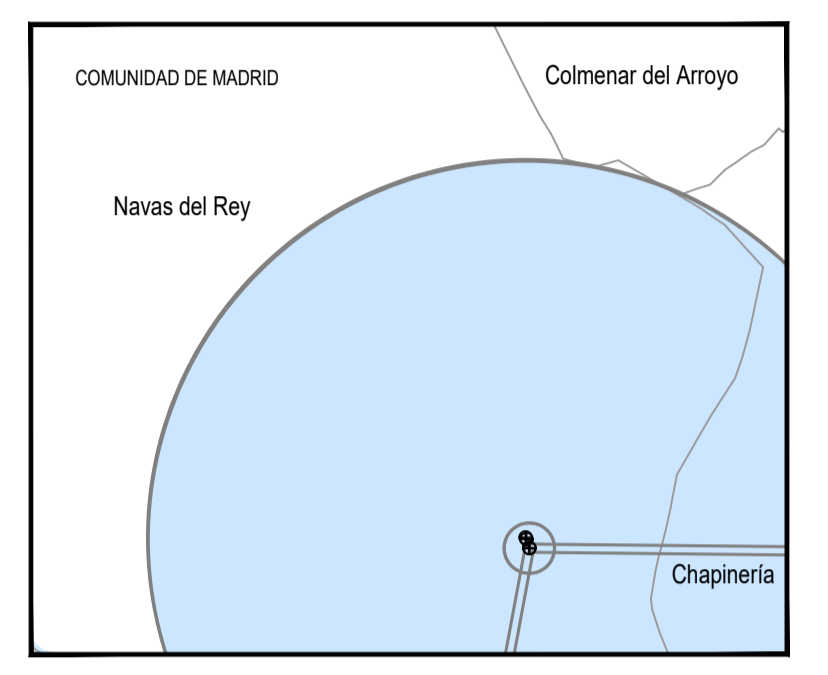 COMUNIDAD DE MADRID
Colmenar del Arroyo
Navas del Rey
Chapinería